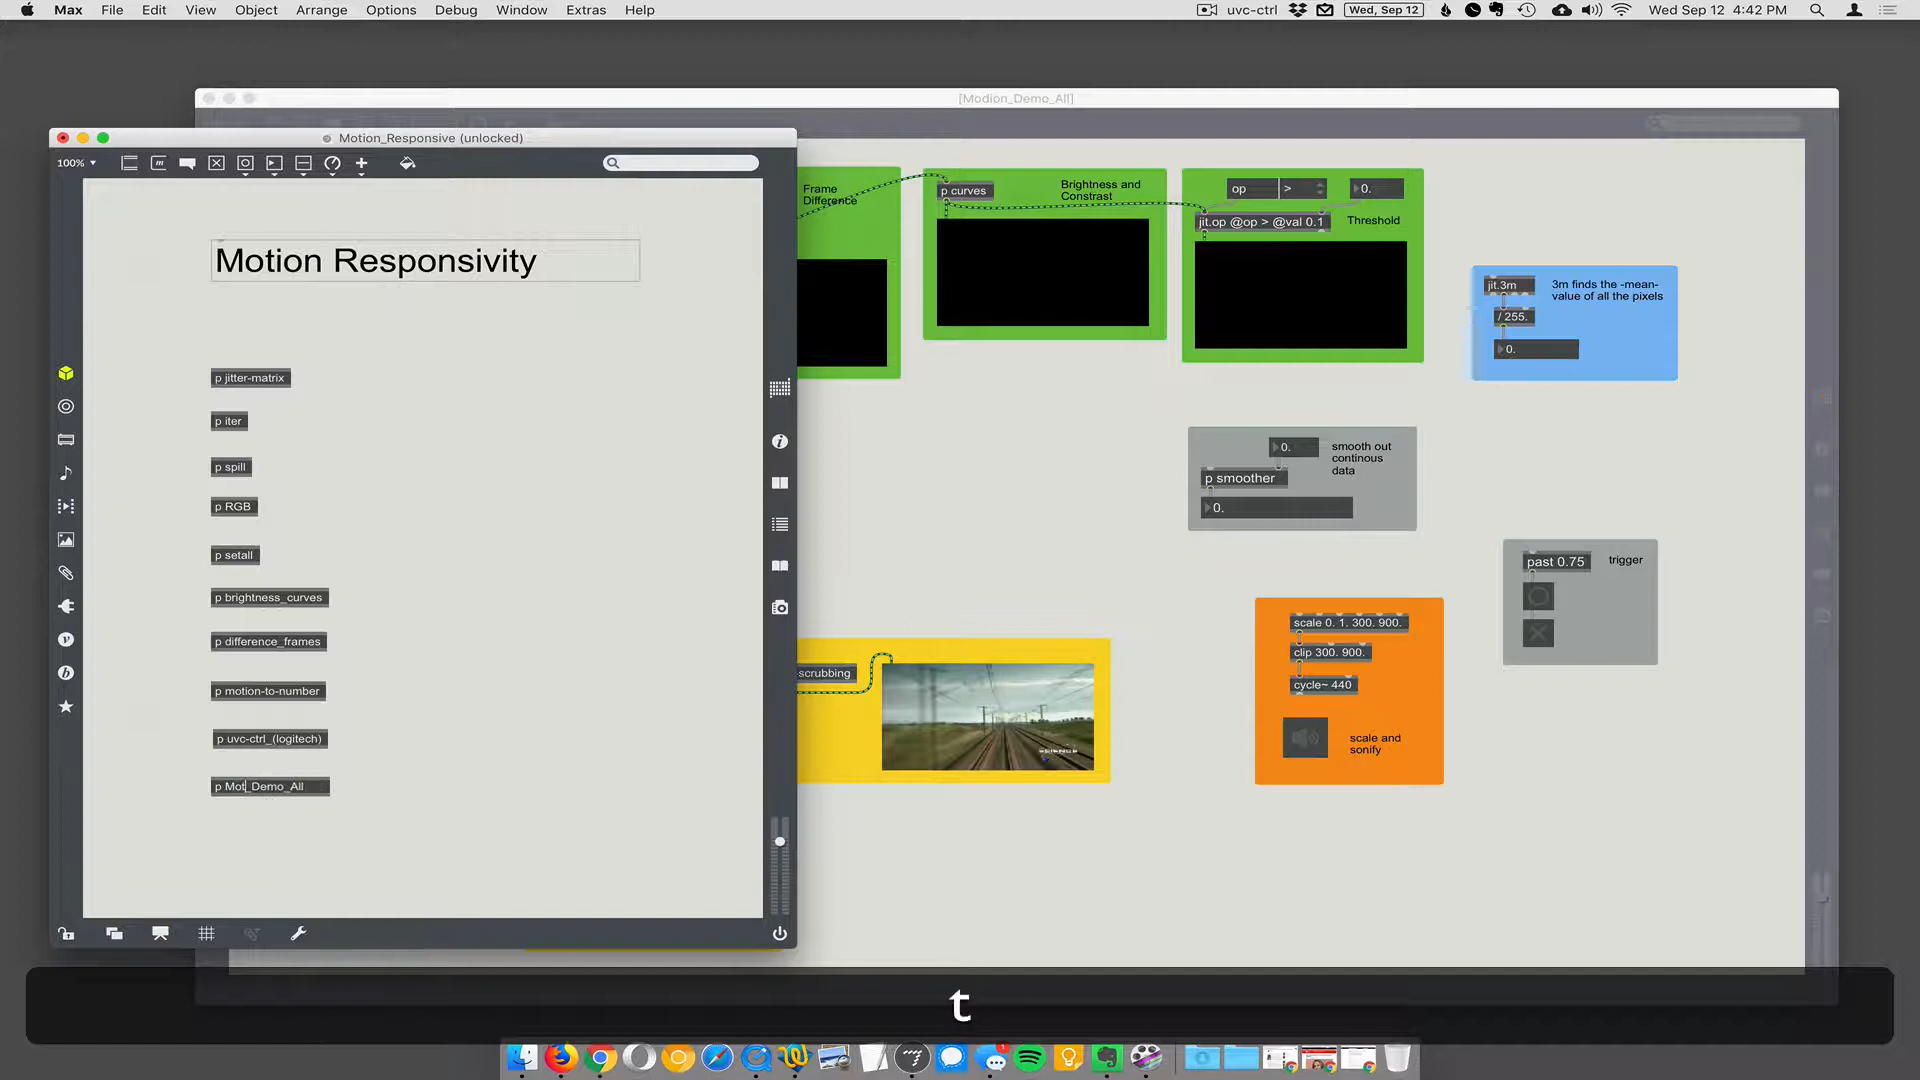 Max File Edit View Object Arrange Options Debug Window Extras Help
uvc-ctrl Wed, Sep 12 Wed Sep 12 4:42 PM
[Modion_Demo_All]
Motion_Responsive (unlocked)
100%
Motion Responsivity
p jitter-matrix
p iter
p spill
p RGB
p setall
p brightness_curves
p difference_frames
p motion-to-number
p uvc-ctrl_(logitech)
p Mot_Demo_All
Frame
Difference
p curves
Brightness and
Constrast
op >
0.
jit.op @op > @val 0.1
Threshold
jit.3m
/ 255.
0.
3m finds the -mean-
value of all the pixels
0.
p smoother
0.
smooth out
continous
data
past 0.75
trigger
scrubbing
scale 0. 1. 300. 900.
clip 300. 900.
cycle~ 440
scale and
sonify
t